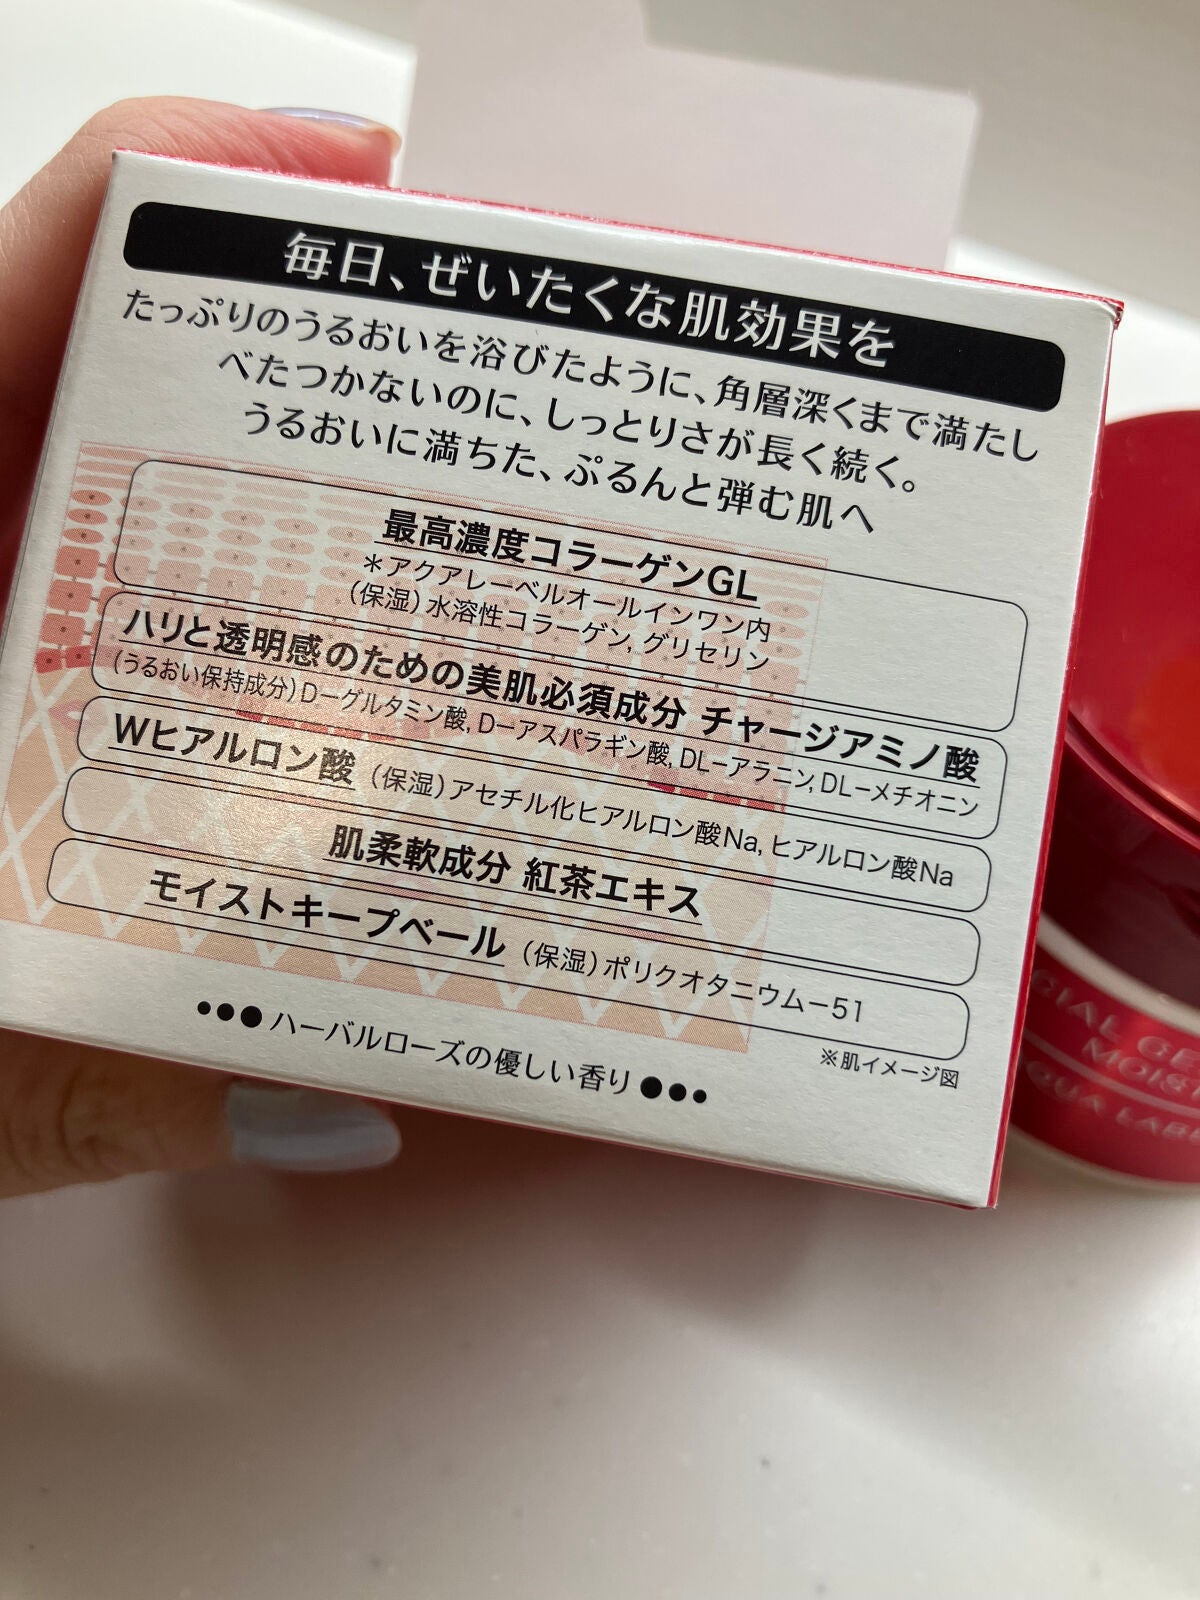 毎日、ぜいたくな肌効果を
たっぷりのうるおいを浴びたように、角層深くまで満たし
べたつかないのに、しっとりさが長く続く。
うるおいに満ちた、ぷるんと弾む肌へ
最高濃度コラーゲンGL
＊アクアレーベルオールインワン内
（保湿）水溶性コラーゲン, グリセリン
ハリと透明感のための美肌必須成分 チャージアミノ酸
（うるおい保持成分）D－グルタミン酸, D－アスパラギン酸, DL－アラニン, DL－メチオニン
Wヒアルロン酸（保湿）アセチル化ヒアルロン酸Na, ヒアルロン酸Na
肌柔軟成分 紅茶エキス
モイストキープベール（保湿）ポリクオタニウム－51
※肌イメージ図
●●●ハーバルローズの優しい香り●●●
CIAL GE
MOIS
QUA LABE